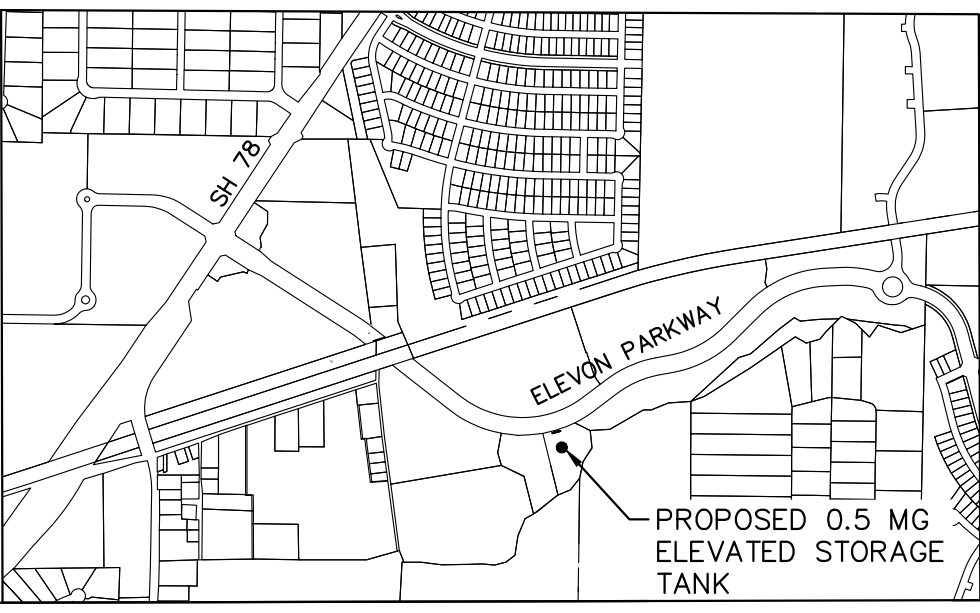 SH 78
ELEVON PARKWAY
PROPOSED 0.5 MG
ELEVATED STORAGE
TANK